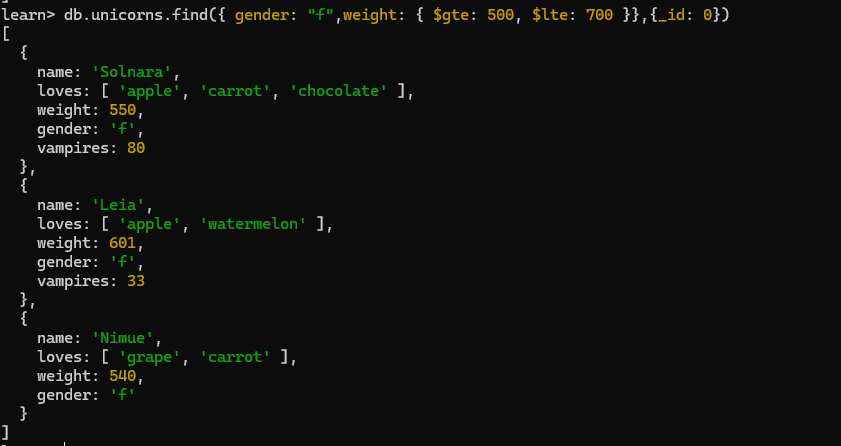 learn> db.unicorns.find({ gender: "f",weight: { $gte: 500, $lte: 700 }},{_id: 0})
[
  {
    name: 'Solnara',
    loves: [ 'apple', 'carrot', 'chocolate' ],
    weight: 550,
    gender: 'f',
    vampires: 80
  },
  {
    name: 'Leia',
    loves: [ 'apple', 'watermelon' ],
    weight: 601,
    gender: 'f',
    vampires: 33
  },
  {
    name: 'Nimue',
    loves: [ 'grape', 'carrot' ],
    weight: 540,
    gender: 'f'
  }
]